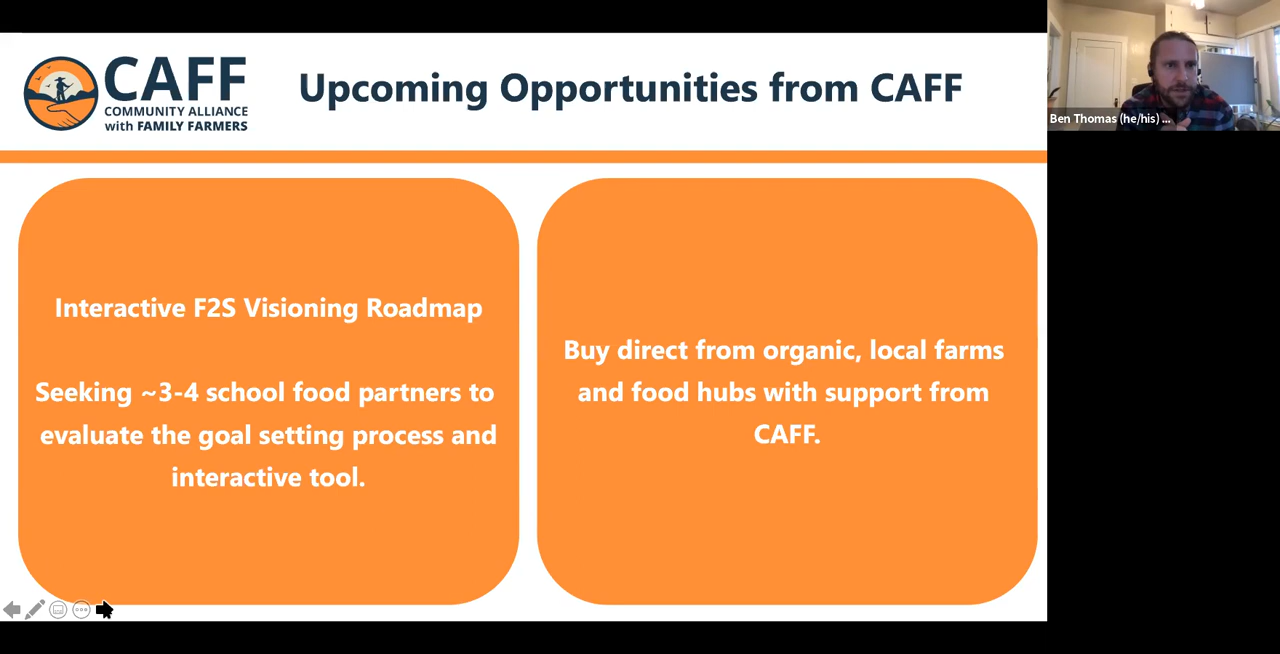 CAFF
COMMUNITY ALLIANCE
with FAMILY FARMERS
Upcoming Opportunities from CAFF
Ben Thomas (he/his) ...
Interactive F2S Visioning Roadmap
Seeking ~3-4 school food partners to
evaluate the goal setting process and
interactive tool.
Buy direct from organic, local farms
and food hubs with support from
CAFF.